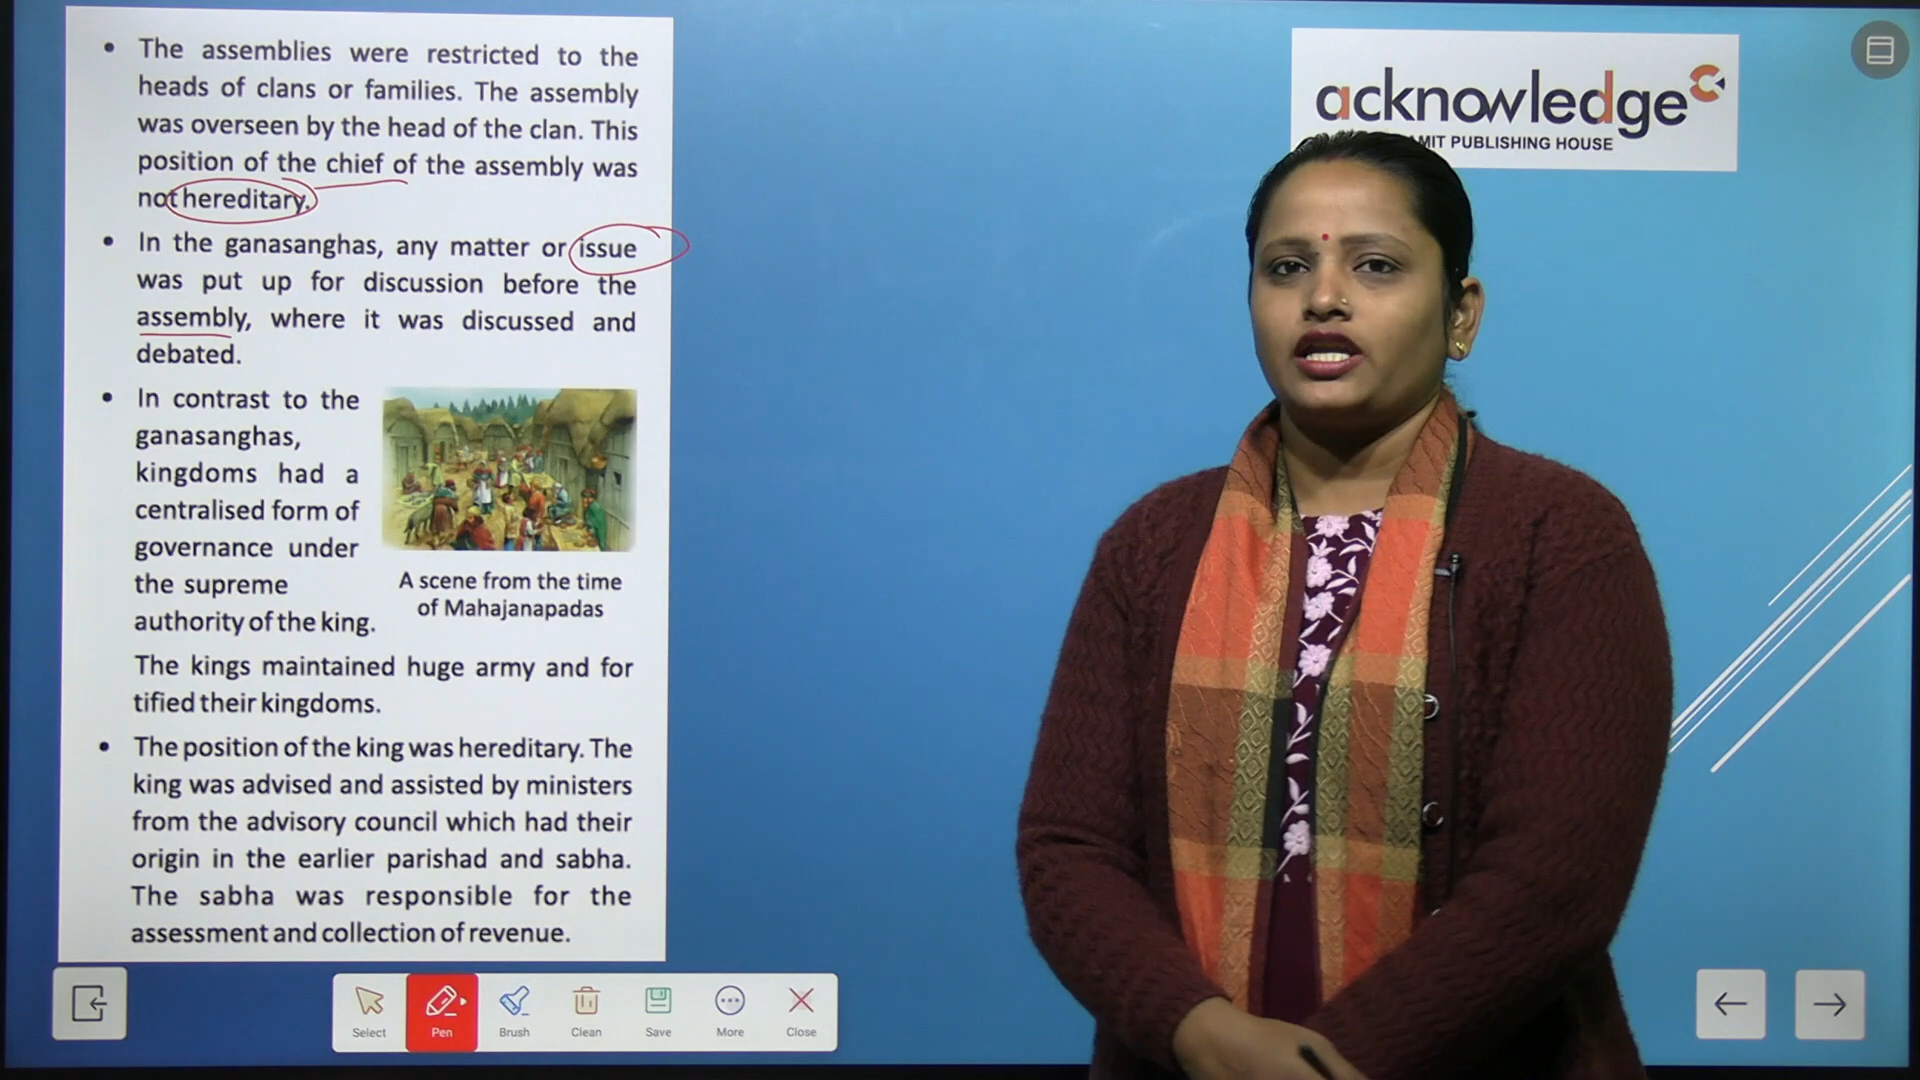 • The assemblies were restricted to the
heads of clans or families. The assembly
was overseen by the head of the clan. This
position of the chief of the assembly was
not hereditary.
• In the ganasanghas, any matter or issue
was put up for discussion before the
assembly, where it was discussed and
debated.
• In contrast to the
ganasanghas,
kingdoms had a
centralised form of
governance under
the supreme
authority of the king.
A scene from the time
of Mahajanapadas
The kings maintained huge army and for
tified their kingdoms.
• The position of the king was hereditary. The
king was advised and assisted by ministers
from the advisory council which had their
origin in the earlier parishad and sabha.
The sabha was responsible for the
assessment and collection of revenue.
acknowledge
MIT PUBLISHING HOUSE
Select
Pen
Brush
Clean
Save
More
Close